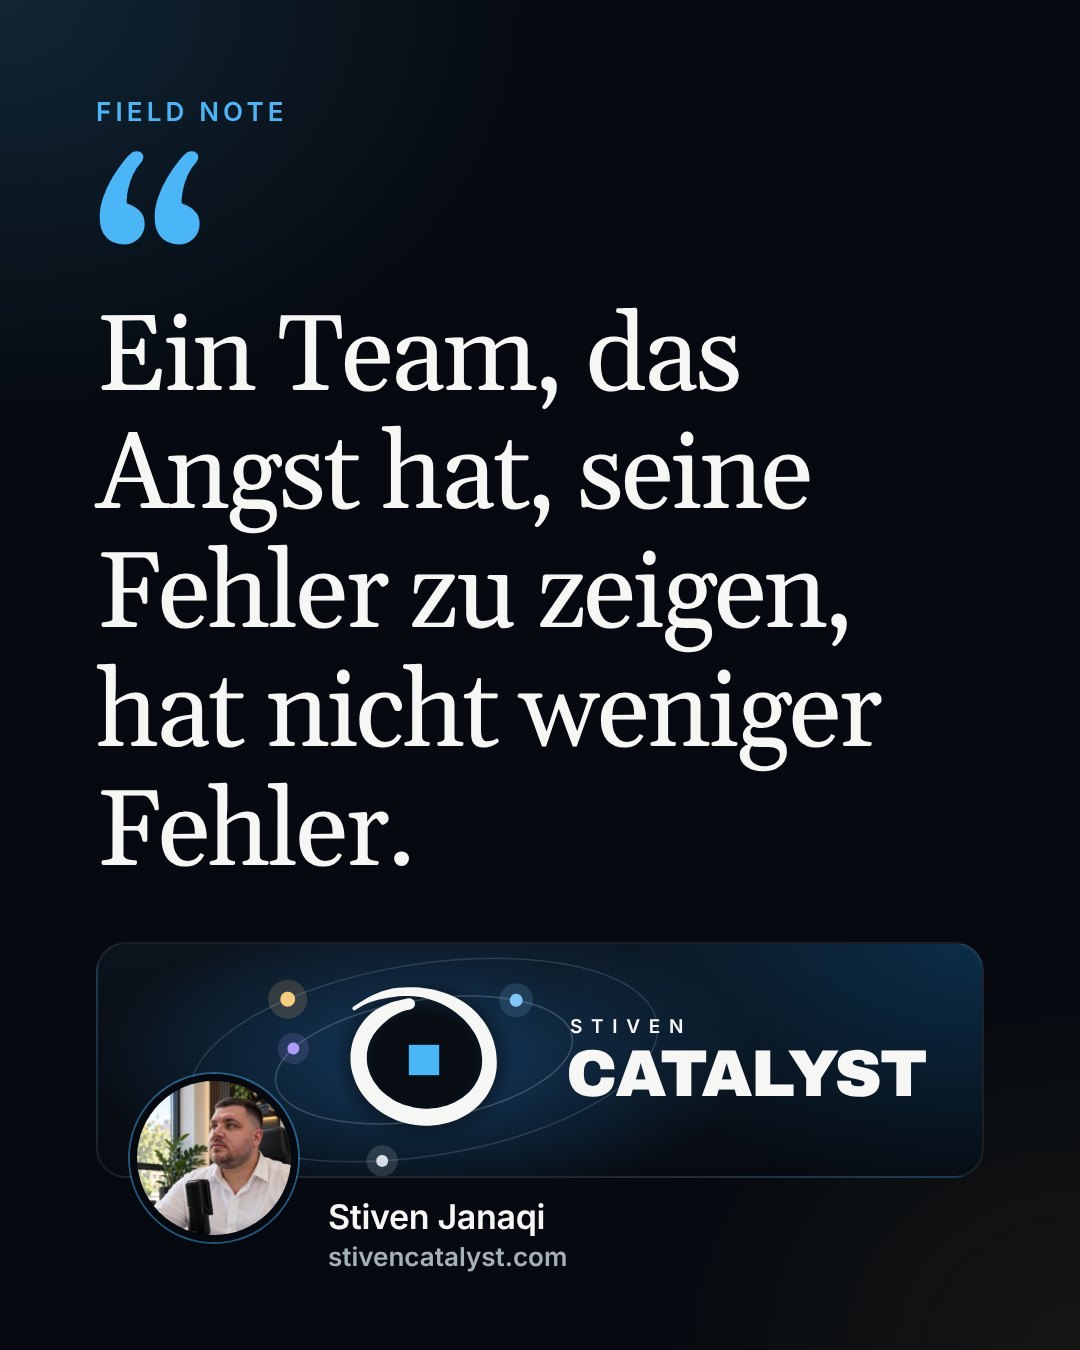 FIELD NOTE
“
Ein Team, das
Angst hat, seine
Fehler zu zeigen,
hat nicht weniger
Fehler.
STIVEN
CATALYST
Stiven Janaqi
stivencatalyst.com